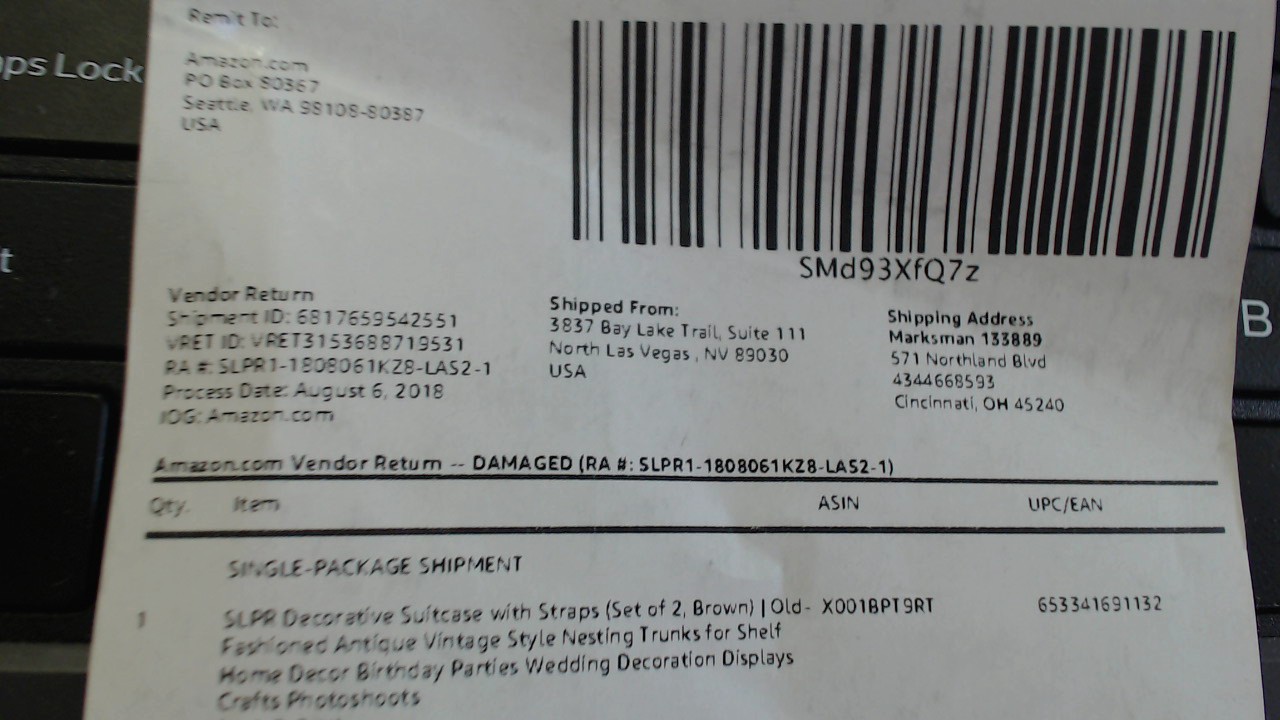 Remit To:
Amazon.com
PO Box 80367
Seattle, WA 98108-80387
USA
SMd93XfQ7z
Vendor Return
Shipment ID: 6817659542551
VRET ID: VRET3153688719531
RA #: SLPR1-1808061KZ8-LAS2-1
Process Date: August 6, 2018
IOG: Amazon.com
Shipped From:
3837 Bay Lake Trail, Suite 111
North Las Vegas , NV 89030
USA
Shipping Address
Marksman 133889
571 Northland Blvd
4344668593
Cincinnati, OH 45240
Amazon.com Vendor Return -- DAMAGED (RA #: SLPR1-1808061KZ8-LAS2-1)
Qty. Item ASIN UPC/EAN
SINGLE-PACKAGE SHIPMENT
1 SLPR Decorative Suitcase with Straps (Set of 2, Brown) | Old- X001BPT9RT 653341691132
Fashioned Antique Vintage Style Nesting Trunks for Shelf
Home Decor Birthday Parties Wedding Decoration Displays
Crafts Photoshoots
ps Lock
t
B